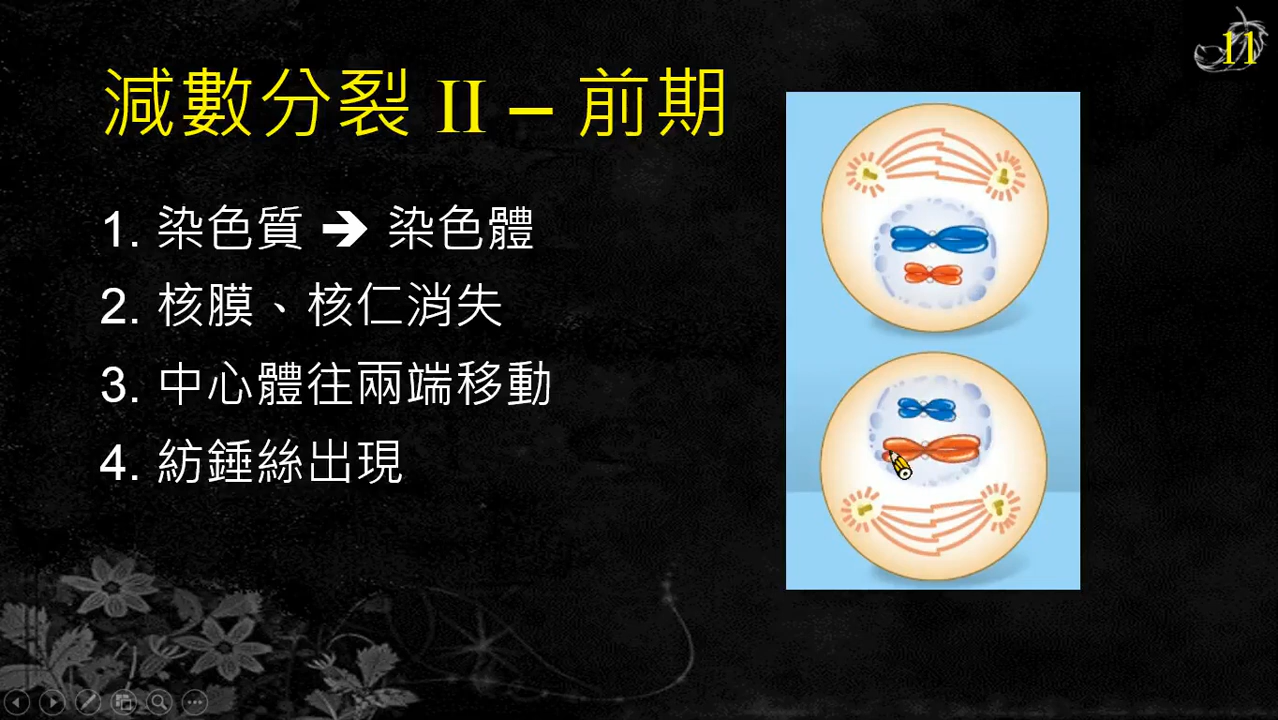 11
減數分裂 II – 前期
1. 染色質 ➔ 染色體
2. 核膜、核仁消失
3. 中心體往兩端移動
4. 紡錘絲出現